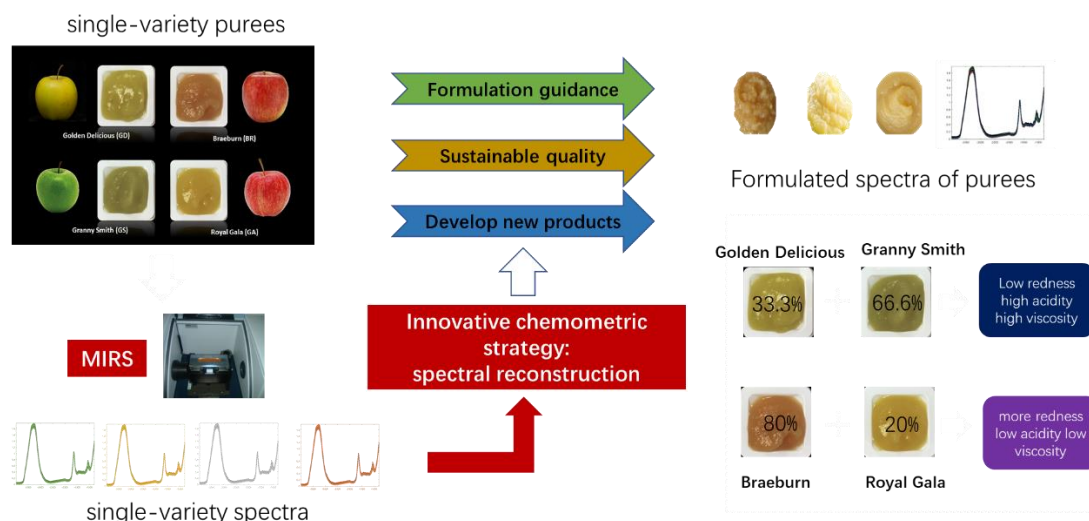 single-variety purees
Golden Delicious (GD)
Braeburn (BR)
Granny Smith (GS)
Royal Gala (GA)
MIRS
single-variety spectra
Formulation guidance
Sustainable quality
Develop new products
Innovative chemometric
strategy:
spectral reconstruction
Formulated spectra of purees
Golden Delicious
Granny Smith
33.3%
66.6%
Low redness
high acidity
high viscosity
80%
20%
more redness
low acidity low
viscosity
Braeburn
Royal Gala